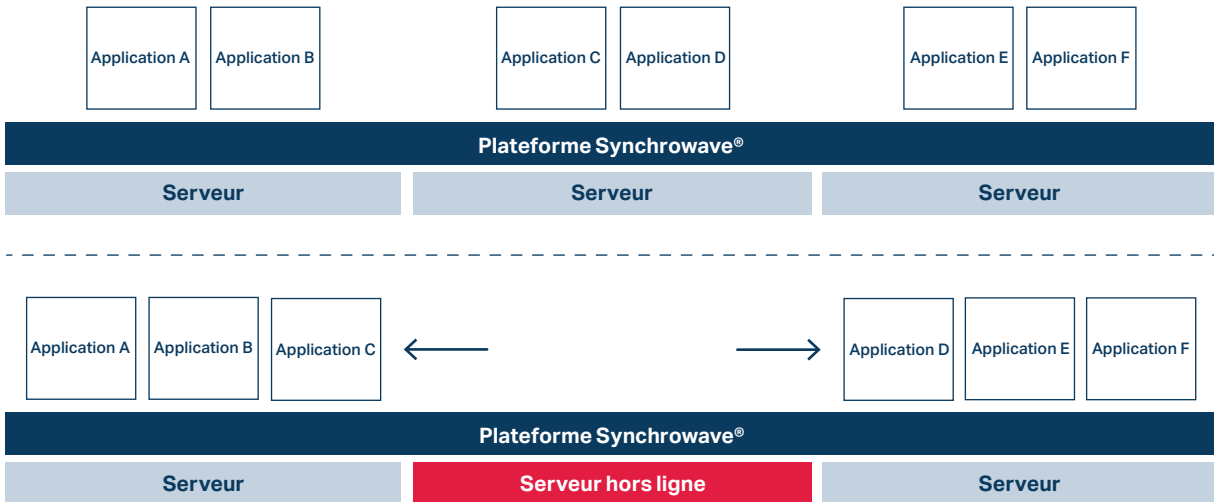 Application A
Application B
Application C
Application D
Application E
Application F
Plateforme Synchrowave®
Serveur
Serveur
Serveur
Application A
Application B
Application C
Application D
Application E
Application F
Plateforme Synchrowave®
Serveur
Serveur hors ligne
Serveur